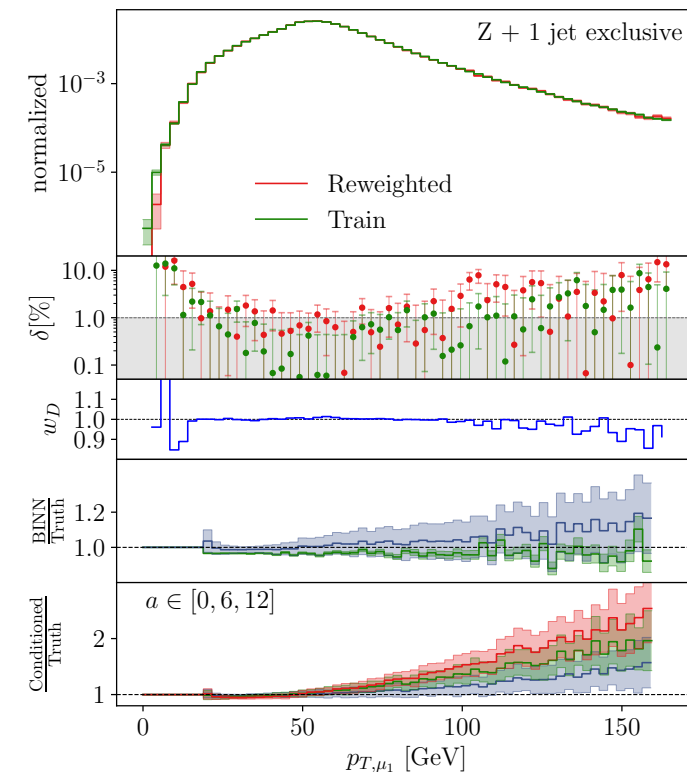 Z + 1 jet exclusive
normalized
10⁻³
10⁻⁵
Reweighted
Train
δ[%]
10.0
1.0
0.1
w_D
1.1
1.0
0.9
BINN
Truth
1.2
1.0
a ∈ [0, 6, 12]
Conditioned
Truth
2
1
0 50 100 150
p_{T,μ₁} [GeV]